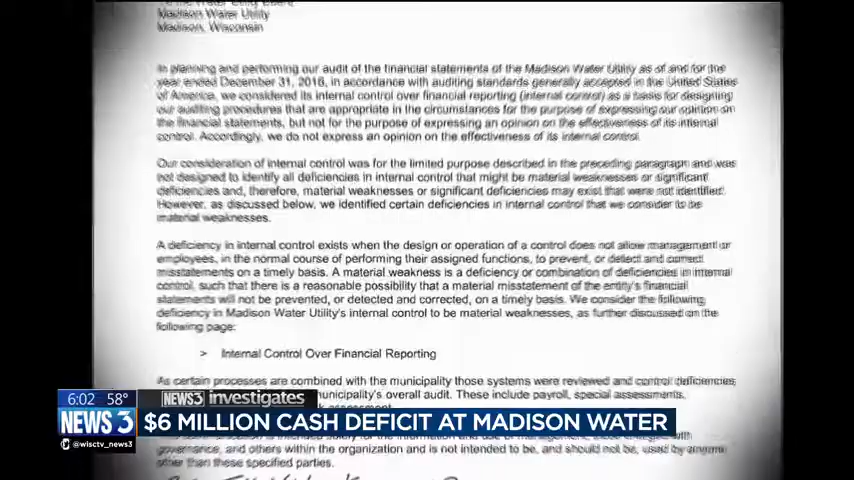 Madison Water Utility
Madison, Wisconsin
In planning and performing our audit of the financial statements of the Madison Water Utility as of and for the
year ended December 31, 2016, in accordance with auditing standards generally accepted in the United States
of America, we considered its internal control over financial reporting (internal control) as a basis for designing
our auditing procedures that are appropriate in the circumstances for the purpose of expressing our opinion on
the financial statements, but not for the purpose of expressing an opinion on the effectiveness of its internal
control. Accordingly, we do not express an opinion on the effectiveness of its internal control.
Our consideration of internal control was for the limited purpose described in the preceding paragraph and was
not designed to identify all deficiencies in internal control that might be material weaknesses or significant
deficiencies and, therefore, material weaknesses or significant deficiencies may exist that were not identified.
However, as discussed below, we identified certain deficiencies in internal control that we consider to be
material weaknesses.
A deficiency in internal control exists when the design or operation of a control does not allow management or
employees, in the normal course of performing their assigned functions, to prevent, or detect and correct
misstatements on a timely basis. A material weakness is a deficiency or combination of deficiencies in internal
control, such that there is a reasonable possibility that a material misstatement of the entity's financial
statements will not be prevented, or detected and corrected, on a timely basis. We consider the following
deficiency in Madison Water Utility's internal control to be material weaknesses, as further discussed on the
following page:
> Internal Control Over Financial Reporting
As certain processes are combined with the municipality those systems were reviewed and control deficiencies,
municipality's overall audit. These include payroll, special assessments,
6:02 58°
NEWS 3 investigates
NEWS 3
$6 MILLION CASH DEFICIT AT MADISON WATER
@wisctv_news3
with
governance, and others within the organization and is not intended to be, and should not be, used by anyone
other than these specified parties.